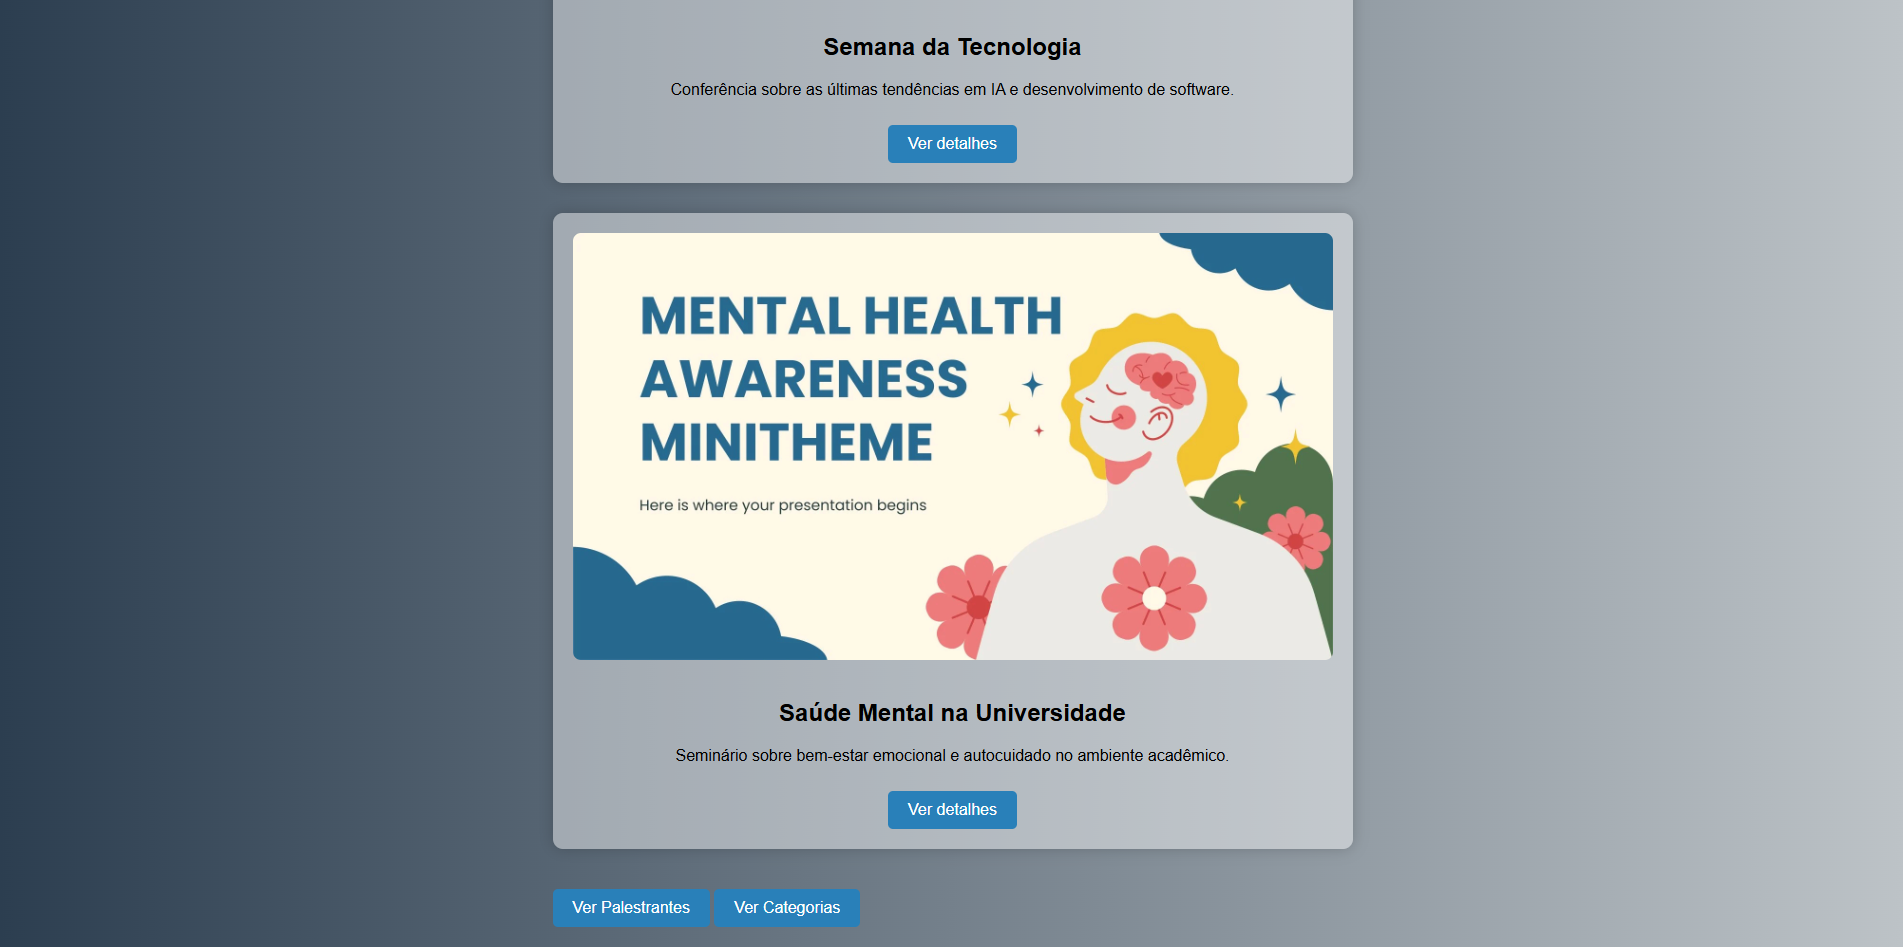 Semana da Tecnologia
Conferência sobre as últimas tendências em IA e desenvolvimento de software.
Ver detalhes
MENTAL HEALTH
AWARENESS
MINITHEME
Here is where your presentation begins
Saúde Mental na Universidade
Seminário sobre bem-estar emocional e autocuidado no ambiente acadêmico.
Ver detalhes
Ver Palestrantes Ver Categorias